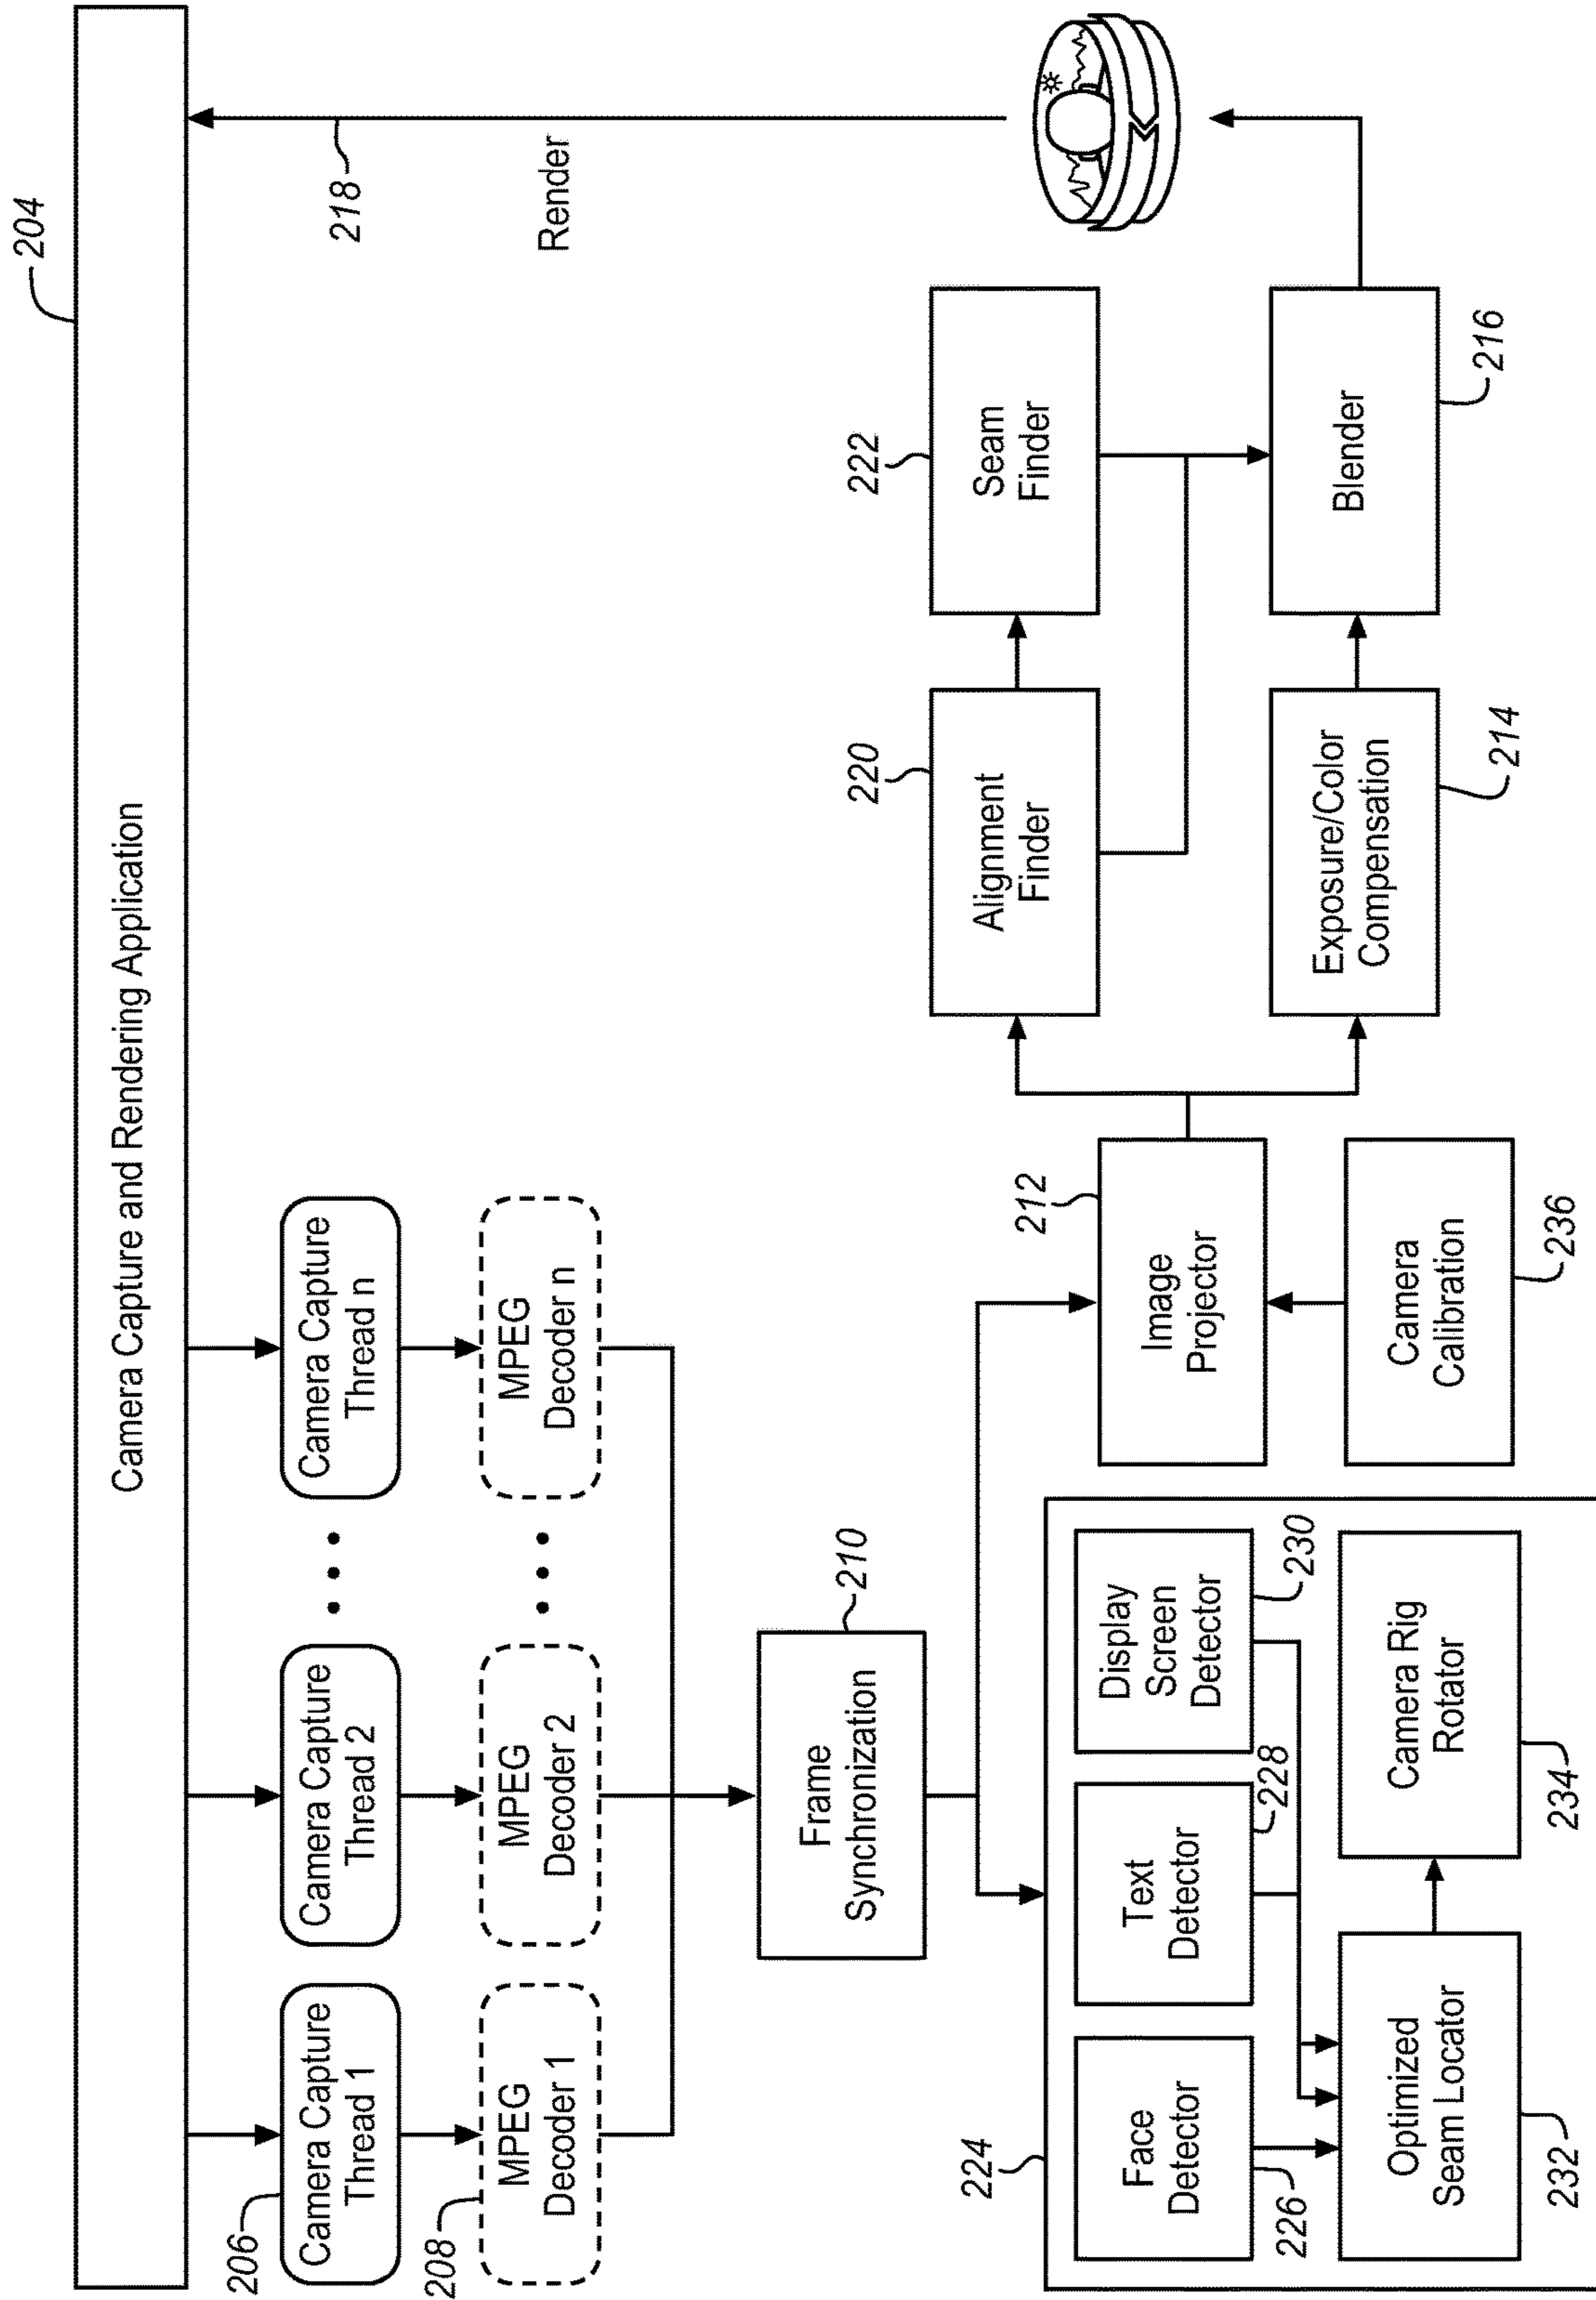 204
Camera Capture and Rendering Application
206
Camera Capture
Thread 1
Camera Capture
Thread 2
Camera Capture
Thread n
218
Render
208
MPEG
Decoder 1
MPEG
Decoder 2
MPEG
Decoder n
Frame
Synchronization
210
224
Face
Detector
226
Text
Detector
228
Display
Screen
Detector
230
Optimized
Seam Locator
232
Camera Rig
Rotator
234
Image
Projector
212
Camera
Calibration
236
Alignment
Finder
220
Seam
Finder
222
Exposure/Color
Compensation
214
Blender
216